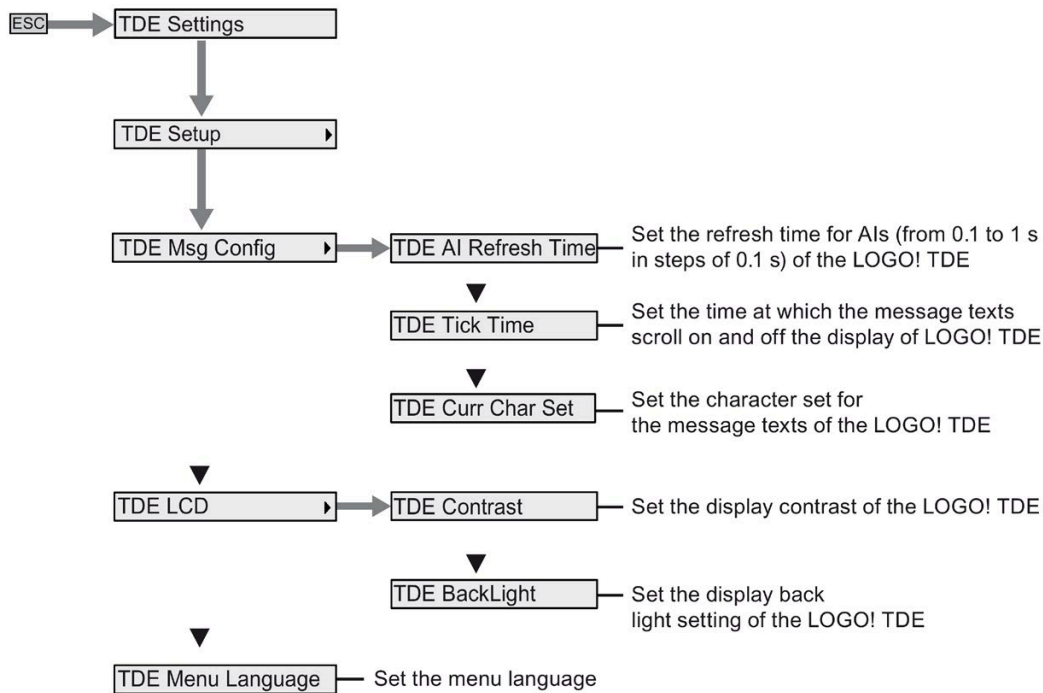 ESC
TDE Settings
TDE Setup
TDE Msg Config
TDE AI Refresh Time
Set the refresh time for AIs (from 0.1 to 1 s
in steps of 0.1 s) of the LOGO! TDE
TDE Tick Time
Set the time at which the message texts
scroll on and off the display of LOGO! TDE
TDE Curr Char Set
Set the character set for
the message texts of the LOGO! TDE
TDE LCD
TDE Contrast
Set the display contrast of the LOGO! TDE
TDE BackLight
Set the display back
light setting of the LOGO! TDE
TDE Menu Language
Set the menu language